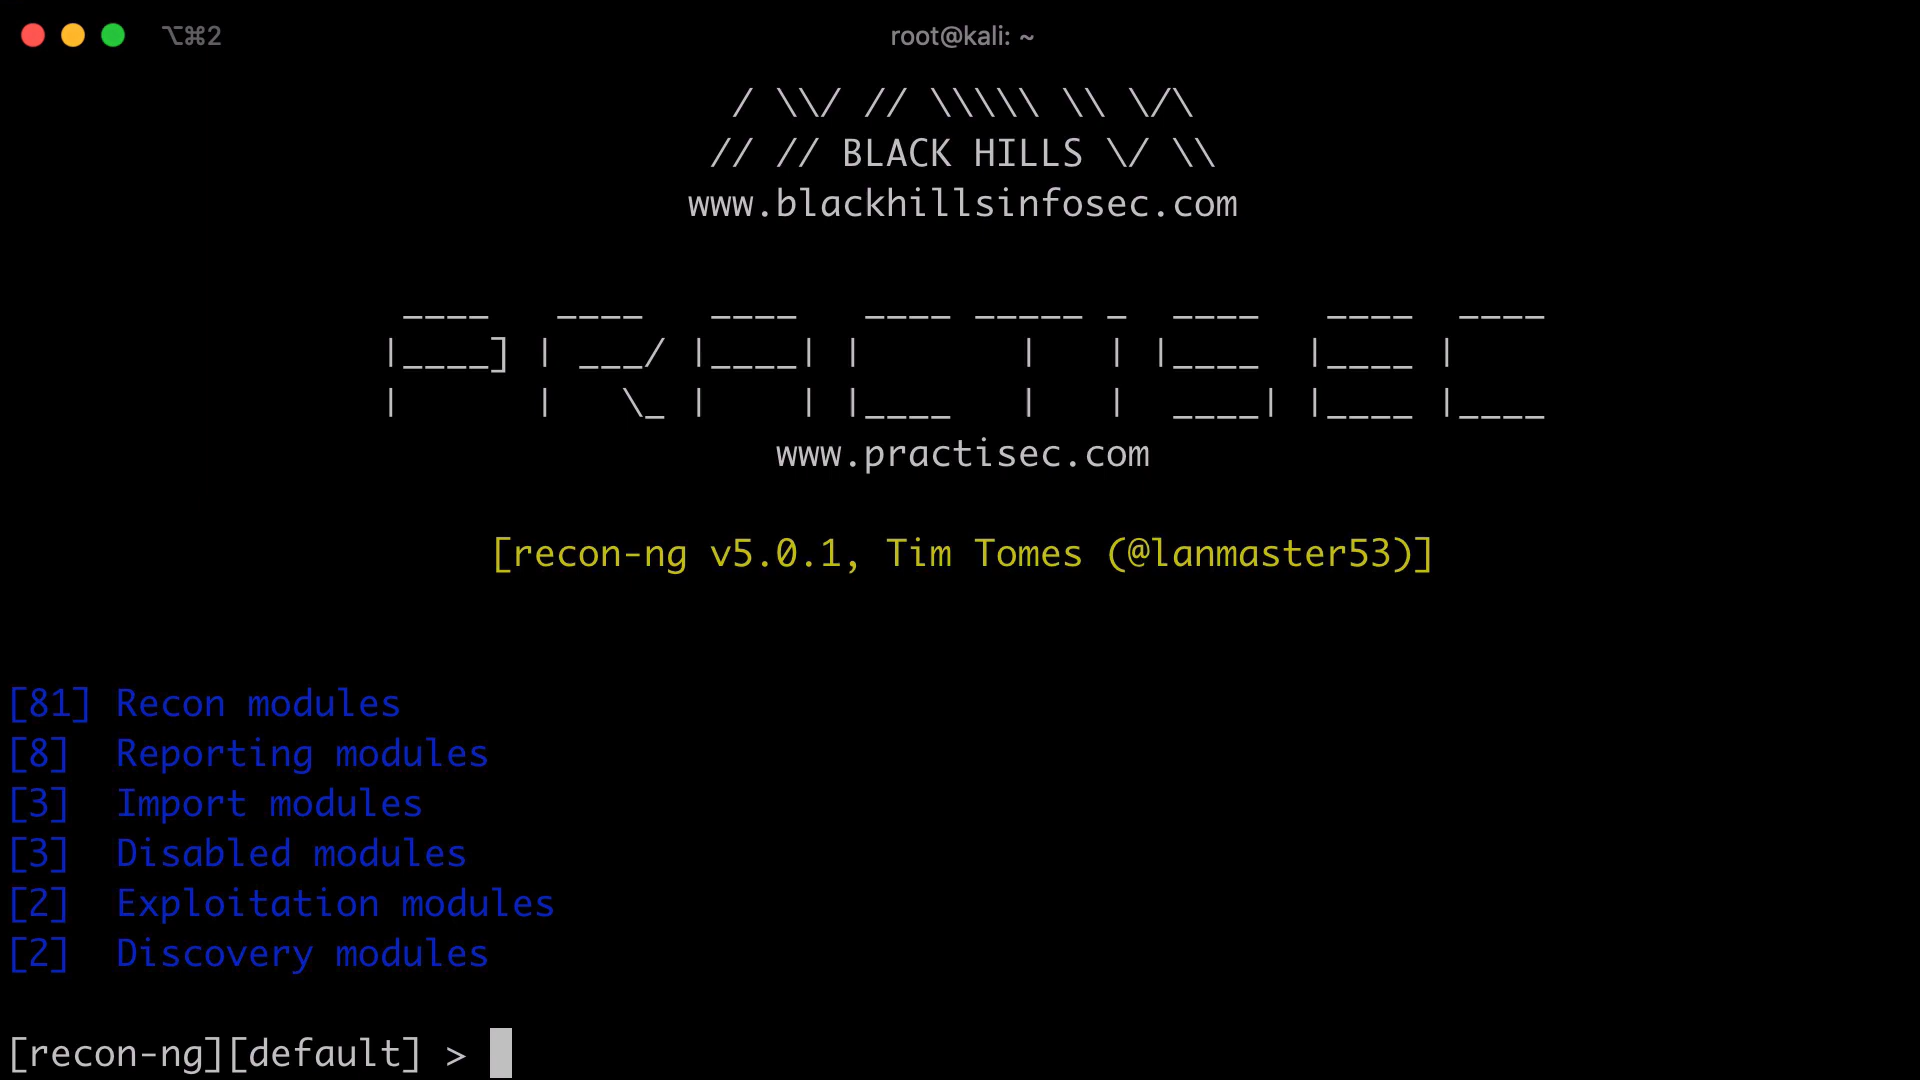 ⌥⌘2
root@kali: ~
/ \\/ // \\\\\ \\ \/\
// // BLACK HILLS \/ \\
www.blackhillsinfosec.com
PRACTISEC
www.practisec.com
[recon-ng v5.0.1, Tim Tomes (@lanmaster53)]
[81] Recon modules
[8]  Reporting modules
[3]  Import modules
[3]  Disabled modules
[2]  Exploitation modules
[2]  Discovery modules
[recon-ng][default] >